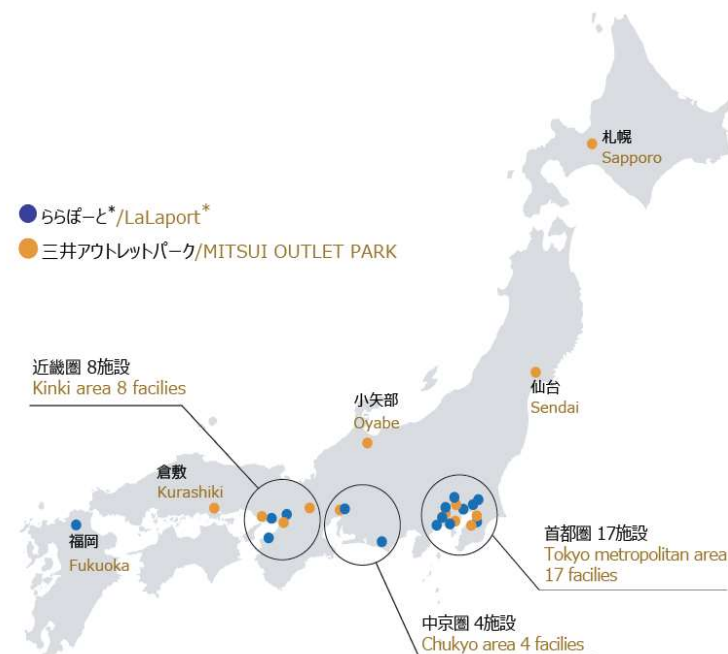 札幌
Sapporo
ららぽーと*/LaLaport*
三井アウトレットパーク/MITSUI OUTLET PARK
近畿圏 8施設
Kinki area 8 facilies
小矢部
Oyabe
仙台
Sendai
倉敷
Kurashiki
福岡
Fukuoka
首都圏 17施設
Tokyo metropolitan area
17 facilies
中京圏 4施設
Chukyo area 4 facilies